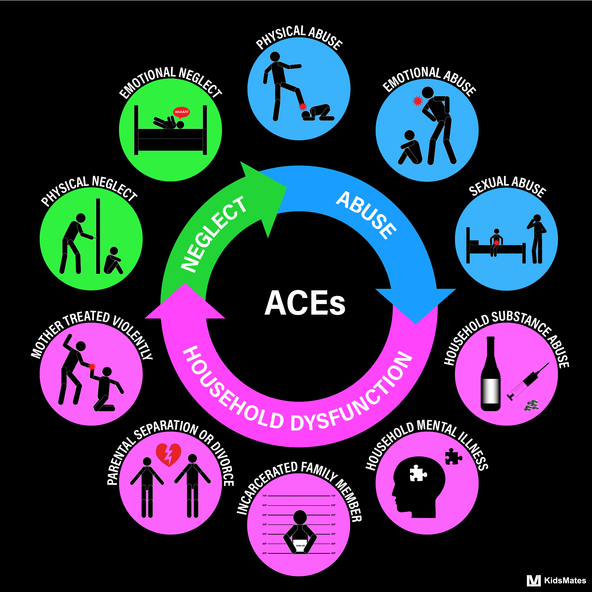 PHYSICAL ABUSE
EMOTIONAL ABUSE
SEXUAL ABUSE
HOUSEHOLD SUBSTANCE ABUSE
HOUSEHOLD MENTAL ILLNESS
INCARCERATED FAMILY MEMBER
PARENTAL SEPARATION OR DIVORCE
MOTHER TREATED VIOLENTLY
PHYSICAL NEGLECT
EMOTIONAL NEGLECT
NEGLECT
ABUSE
HOUSEHOLD DYSFUNCTION
ACEs
KidsMates